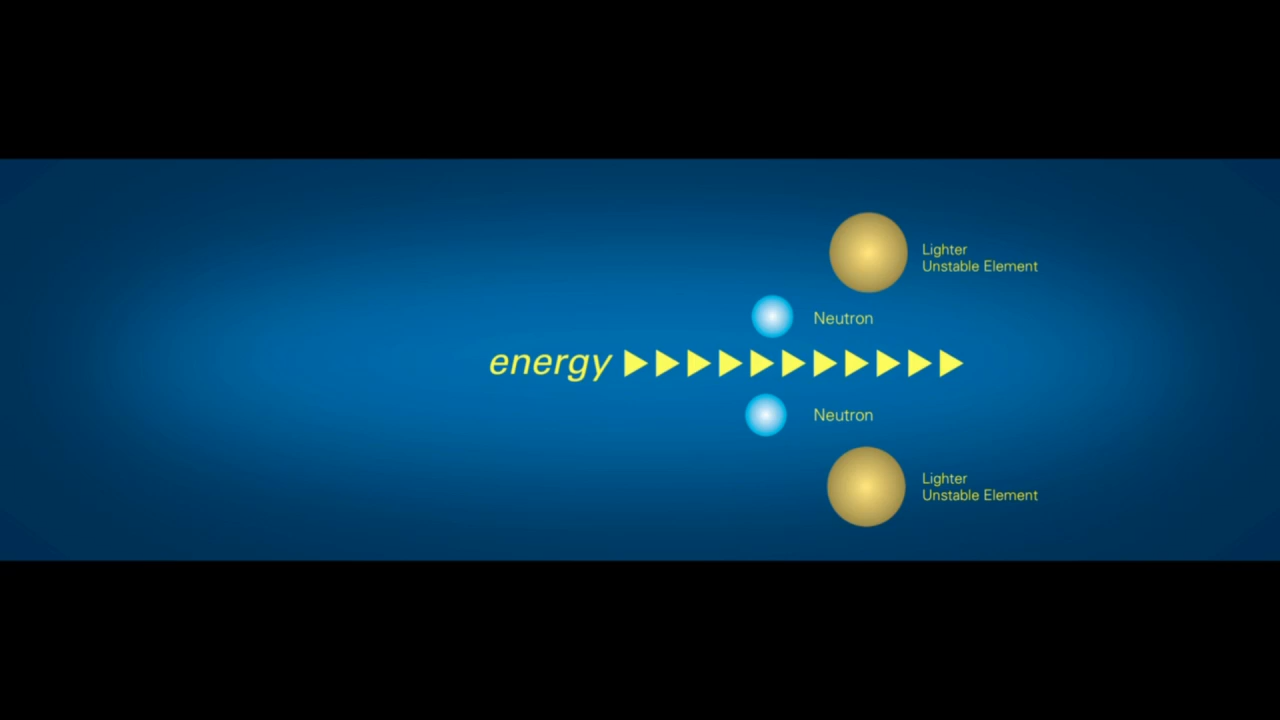 Lighter
Unstable Element
Neutron
energy
Neutron
Lighter
Unstable Element